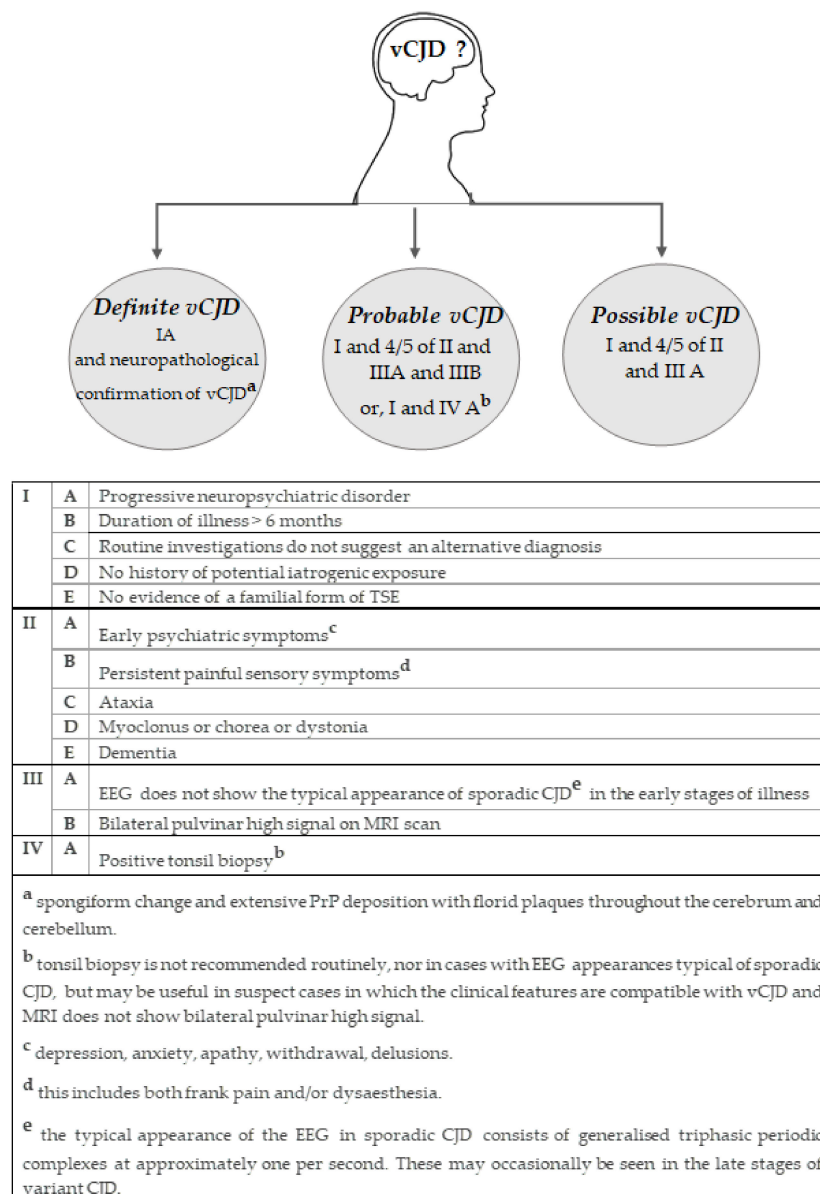 vCJD ?
Definite vCJD
IA
and neuropathological
confirmation of vCJDa
Probable vCJD
I and 4/5 of II and
IIIA and IIIB
or, I and IV Ab
Possible vCJD
I and 4/5 of II
and III A
I A Progressive neuropsychiatric disorder
B Duration of illness > 6 months
C Routine investigations do not suggest an alternative diagnosis
D No history of potential iatrogenic exposure
E No evidence of a familial form of TSE
II A Early psychiatric symptomsc
B Persistent painful sensory symptomsd
C Ataxia
D Myoclonus or chorea or dystonia
E Dementia
III A EEG does not show the typical appearance of sporadic CJDe in the early stages of illness
B Bilateral pulvinar high signal on MRI scan
IV A Positive tonsil biopsyb
a spongiform change and extensive PrP deposition with florid plaques throughout the cerebrum and
cerebellum.
b tonsil biopsy is not recommended routinely, nor in cases with EEG appearances typical of sporadic
CJD, but may be useful in suspect cases in which the clinical features are compatible with vCJD and
MRI does not show bilateral pulvinar high signal.
c depression, anxiety, apathy, withdrawal, delusions.
d this includes both frank pain and/or dysaesthesia.
e the typical appearance of the EEG in sporadic CJD consists of generalised triphasic periodic
complexes at approximately one per second. These may occasionally be seen in the late stages of
variant CJD.